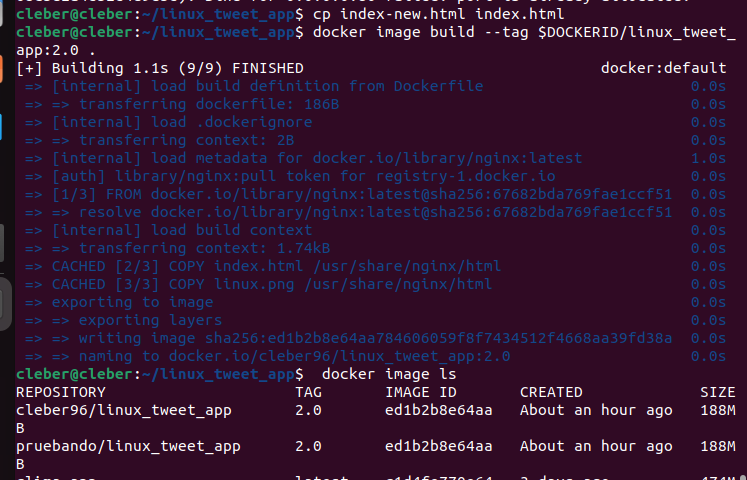 cleber@cleber:~/linux_tweet_app$ cp index-new.html index.html
cleber@cleber:~/linux_tweet_app$ docker image build --tag $DOCKERID/linux_tweet_
app:2.0 .
[+] Building 1.1s (9/9) FINISHED docker:default
=> [internal] load build definition from Dockerfile 0.0s
=> => transferring dockerfile: 186B 0.0s
=> [internal] load .dockerignore 0.0s
=> => transferring context: 2B 0.0s
=> [internal] load metadata for docker.io/library/nginx:latest 1.0s
=> [auth] library/nginx:pull token for registry-1.docker.io 0.0s
=> [1/3] FROM docker.io/library/nginx:latest@sha256:67682bda769fae1ccf51 0.0s
=> => resolve docker.io/library/nginx:latest@sha256:67682bda769fae1ccf51 0.0s
=> [internal] load build context 0.0s
=> => transferring context: 1.74kB 0.0s
=> CACHED [2/3] COPY index.html /usr/share/nginx/html 0.0s
=> CACHED [3/3] COPY linux.png /usr/share/nginx/html 0.0s
=> exporting to image 0.0s
=> => exporting layers 0.0s
=> => writing image sha256:ed1b2b8e64aa784606059f8f7434512f4668aa39fd38a 0.0s
=> => naming to docker.io/cleber96/linux_tweet_app:2.0 0.0s
cleber@cleber:~/linux_tweet_app$ docker image ls
REPOSITORY TAG IMAGE ID CREATED SIZE
cleber96/linux_tweet_app 2.0 ed1b2b8e64aa About an hour ago 188M
B
pruebando/linux_tweet_app 2.0 ed1b2b8e64aa About an hour ago 188M
B